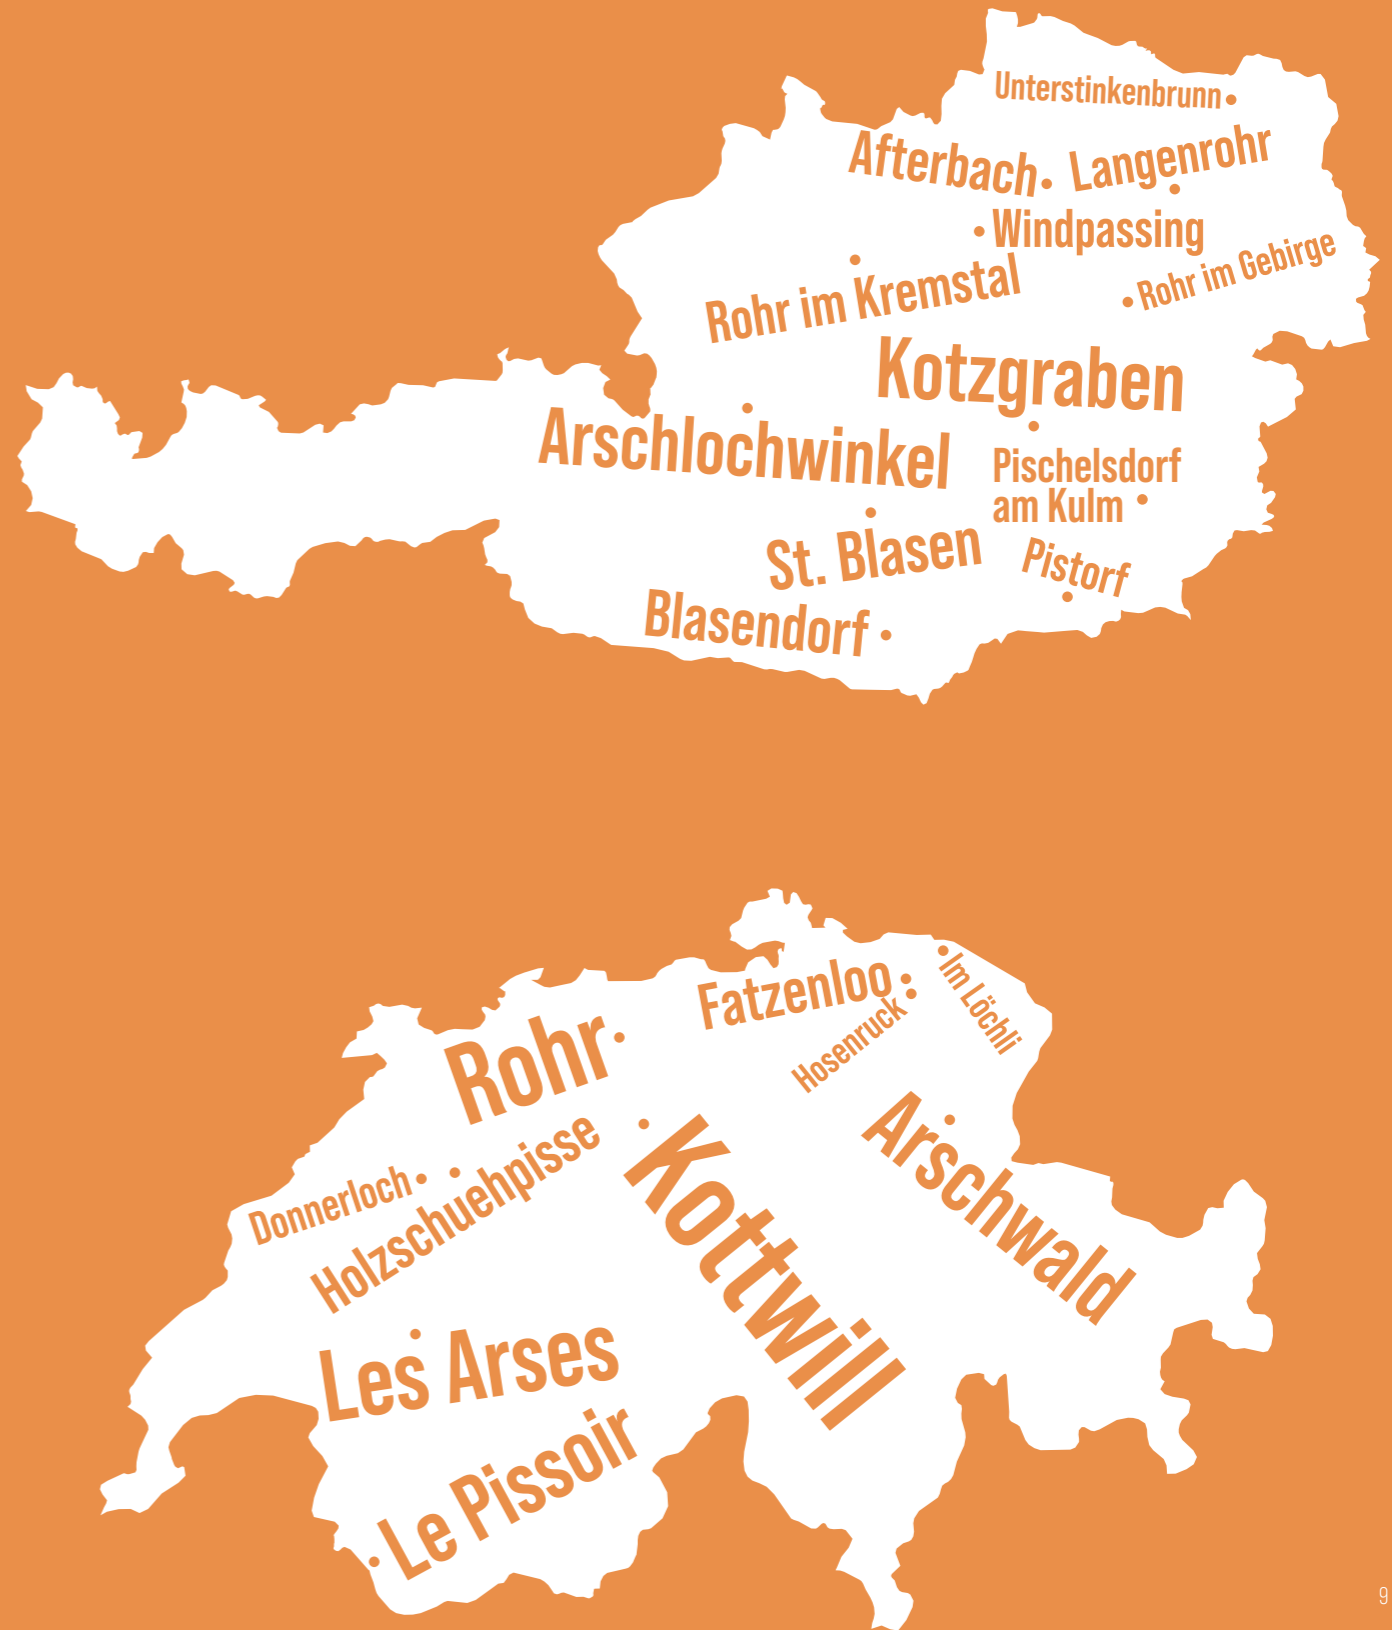 Unterstinkenbrunn
Afterbach
Langenrohr
Windpassing
Rohr im Gebirge
Rohr im Kremstal
Kotzgraben
Arschlochwinkel
Pischelsdorf
am Kulm
St. Blasen
Pistorf
Blasendorf
Fatzenloo
Im Löchli
Hosenruck
Rohr
Arschwald
Kottwill
Donnerloch
Holzschuehpisse
Les Arses
Le Pissoir
9